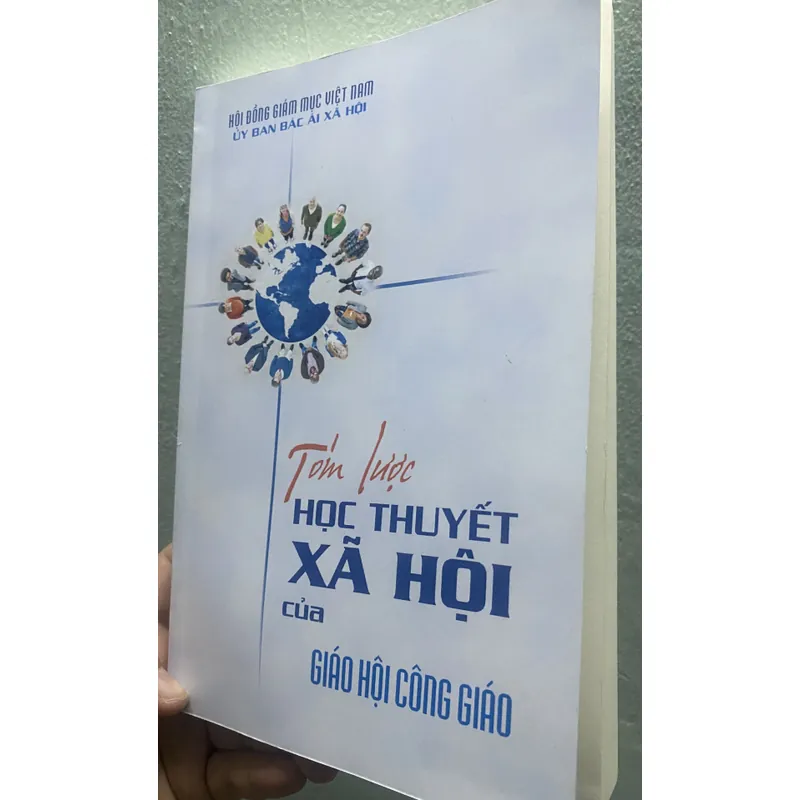 HỘI ĐỒNG GIÁM MỤC VIỆT NAM
ỦY BAN BÁC ÁI XÃ HỘI
Tóm lược
HỌC THUYẾT
XÃ HỘI
của
GIÁO HỘI CÔNG GIÁO